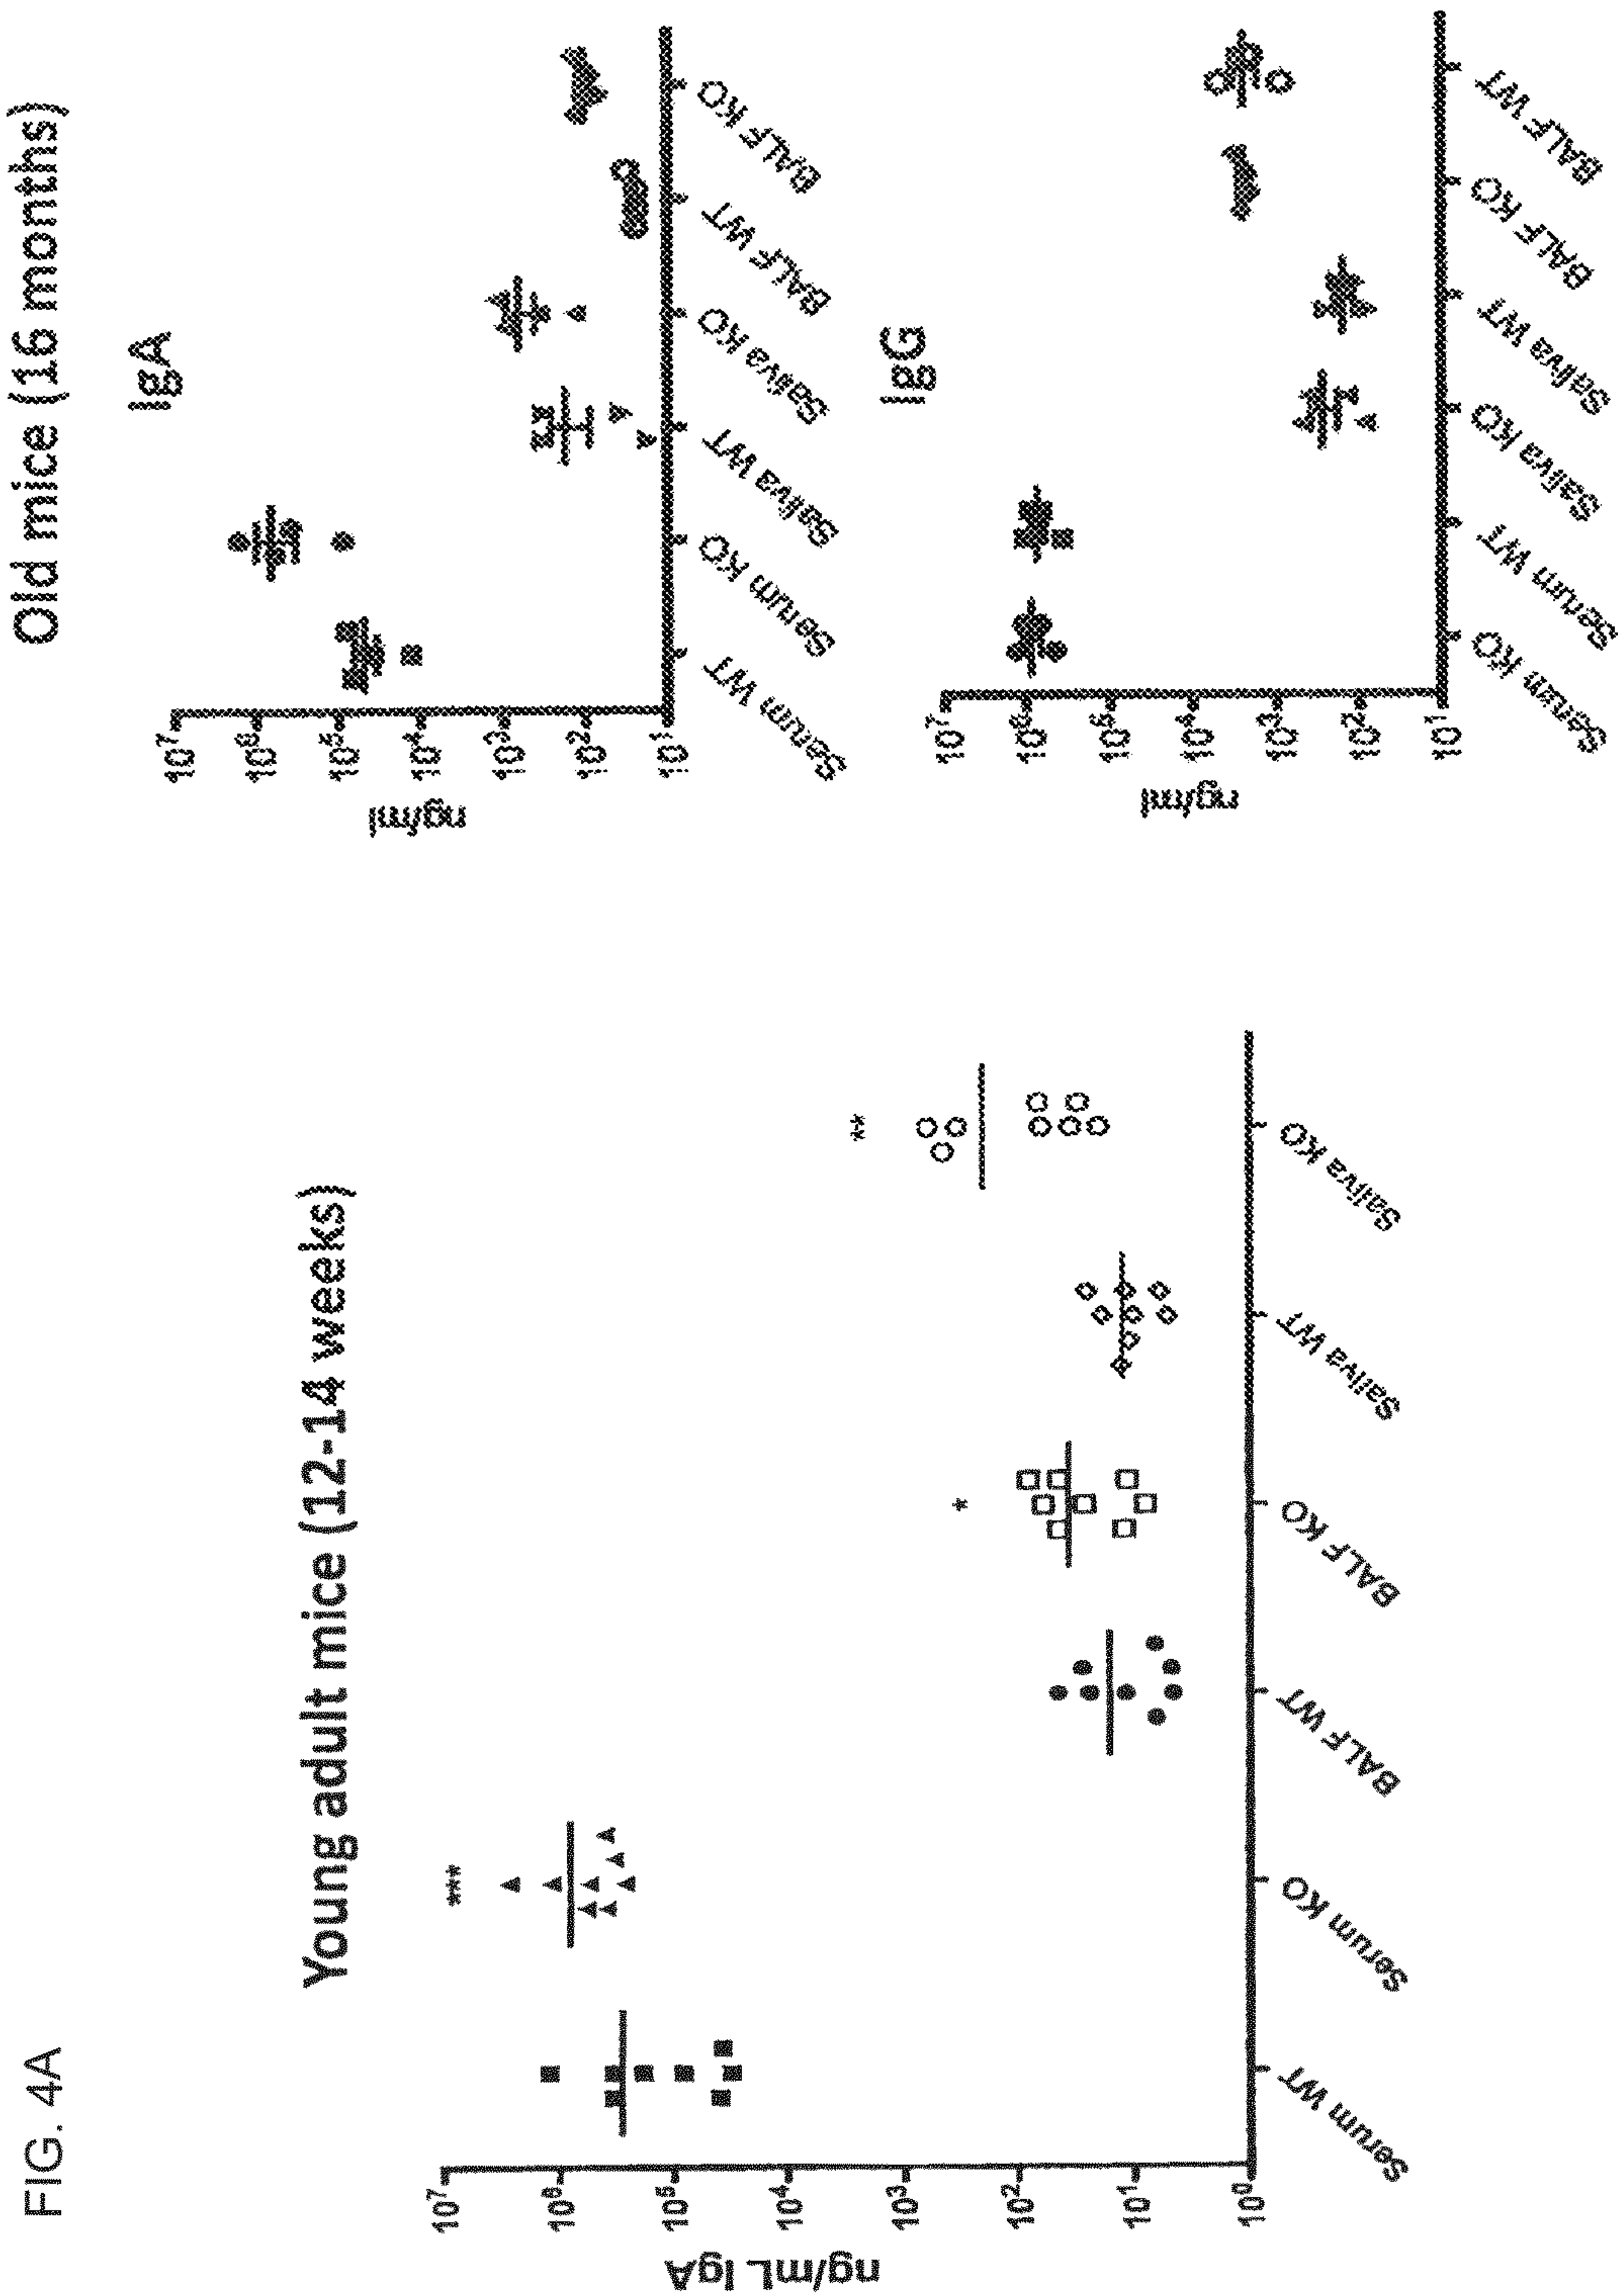 FIG. 4A
Young adult mice (12-14 weeks)
ng/mL IgA
10⁷
10⁶
10⁵
10⁴
10³
10²
10¹
10⁰
***
*
**
Serum WT
Serum KO
BALF WT
BALF KO
Saliva WT
Saliva KO
Old mice (16 months)
IgA
ng/ml
10⁷
10⁶
10⁵
10⁴
10³
10²
10¹
Serum WT
Serum KO
Saliva WT
Saliva KO
BALF WT
BALF KO
IgG
ng/ml
10⁷
10⁶
10⁵
10⁴
10³
10²
10¹
Serum KO
Serum WT
Saliva KO
Saliva WT
BALF KO
BALF WT